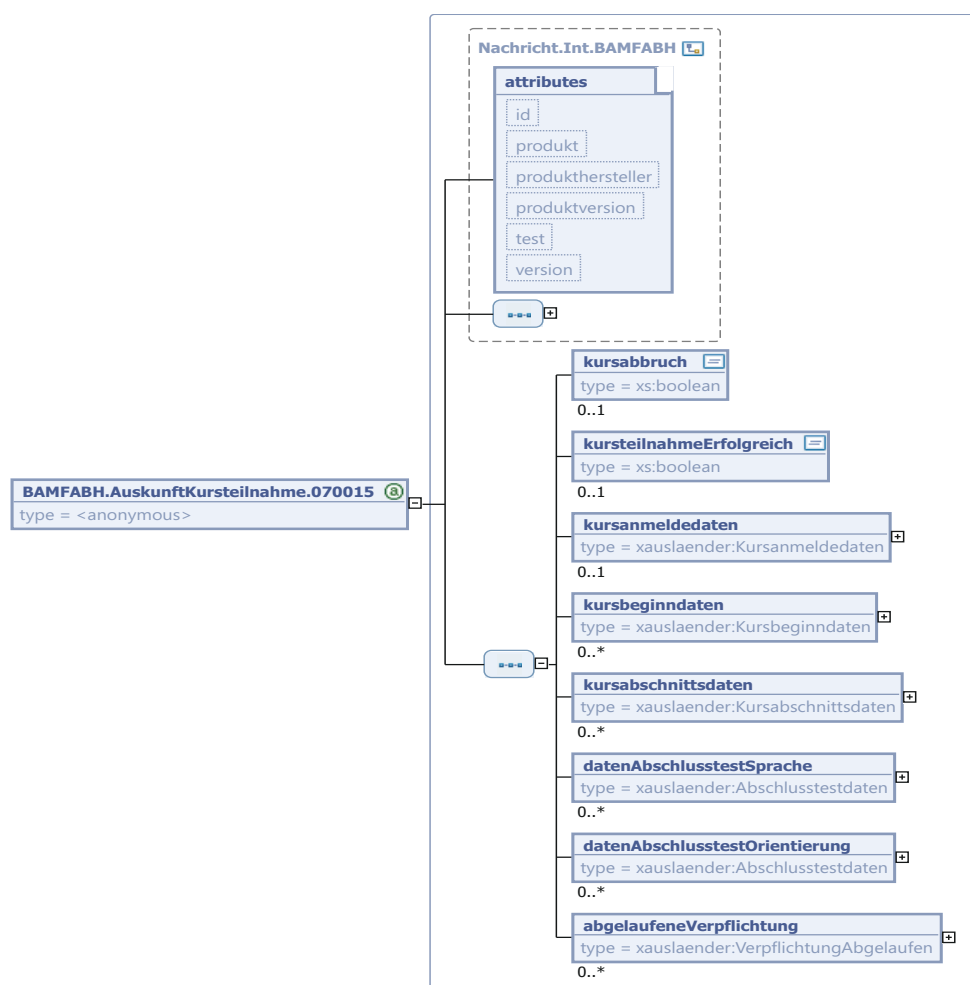 Nachricht.Int.BAMFABH
attributes
id
produkt
produkthersteller
produktversion
test
version
kursabbruch
type = xs:boolean
0..1
kursteilnahmeErfolgreich
type = xs:boolean
0..1
BAMFABH.AuskunftKursteilnahme.070015 a
type = <anonymous>
kursanmeldedaten
type = xauslaender:Kursanmeldedaten
0..1
kursbeginndaten
type = xauslaender:Kursbeginndaten
0..*
kursabschnittsdaten
type = xauslaender:Kursabschnittsdaten
0..*
datenAbschlusstestSprache
type = xauslaender:Abschlusstestdaten
0..*
datenAbschlusstestOrientierung
type = xauslaender:Abschlusstestdaten
0..*
abgelaufeneVerpflichtung
type = xauslaender:VerpflichtungAbgelaufen
0..*